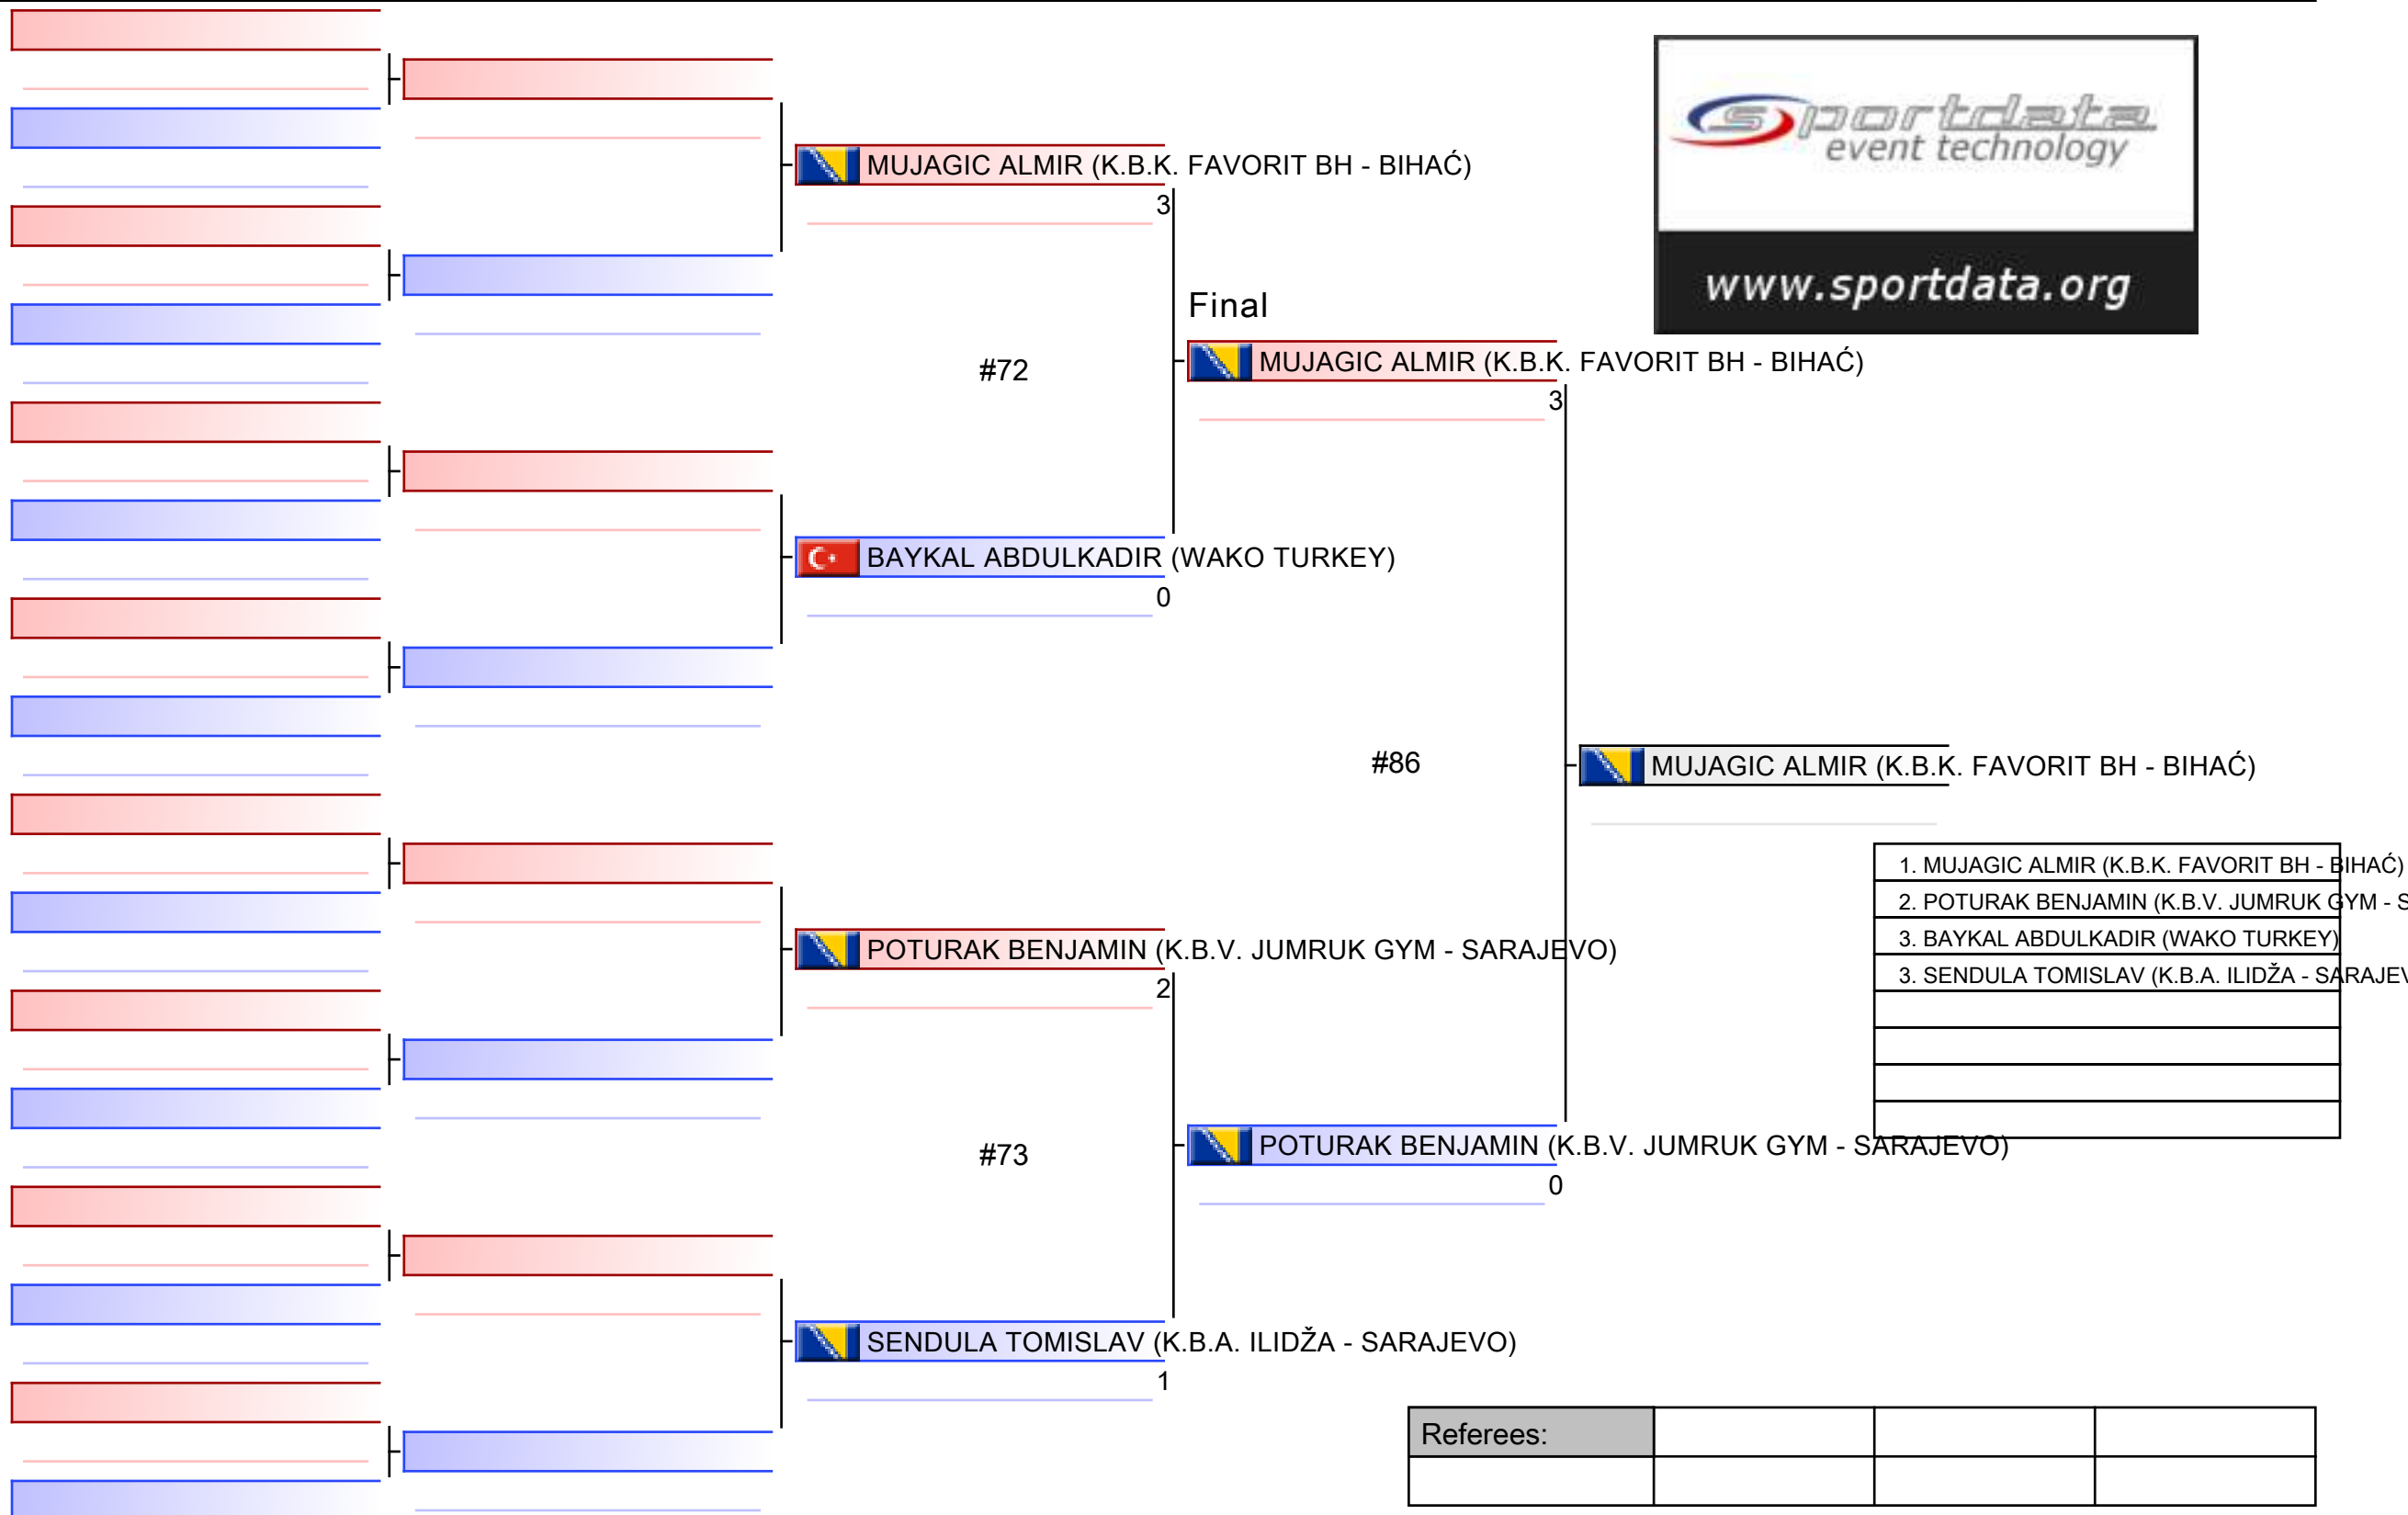 sportdata
event technology
www.sportdata.org
MUJAGIC ALMIR (K.B.K. FAVORIT BH - BIHAĆ)
3
Final
#72
MUJAGIC ALMIR (K.B.K. FAVORIT BH - BIHAĆ)
3
BAYKAL ABDULKADIR (WAKO TURKEY)
0
#86
MUJAGIC ALMIR (K.B.K. FAVORIT BH - BIHAĆ)
1. MUJAGIC ALMIR (K.B.K. FAVORIT BH - BIHAĆ)
2. POTURAK BENJAMIN (K.B.V. JUMRUK GYM - S
3. BAYKAL ABDULKADIR (WAKO TURKEY)
3. SENDULA TOMISLAV (K.B.A. ILIDŽA - SARAJEV
POTURAK BENJAMIN (K.B.V. JUMRUK GYM - SARAJEVO)
2
#73
POTURAK BENJAMIN (K.B.V. JUMRUK GYM - SARAJEVO)
0
SENDULA TOMISLAV (K.B.A. ILIDŽA - SARAJEVO)
1
Referees: